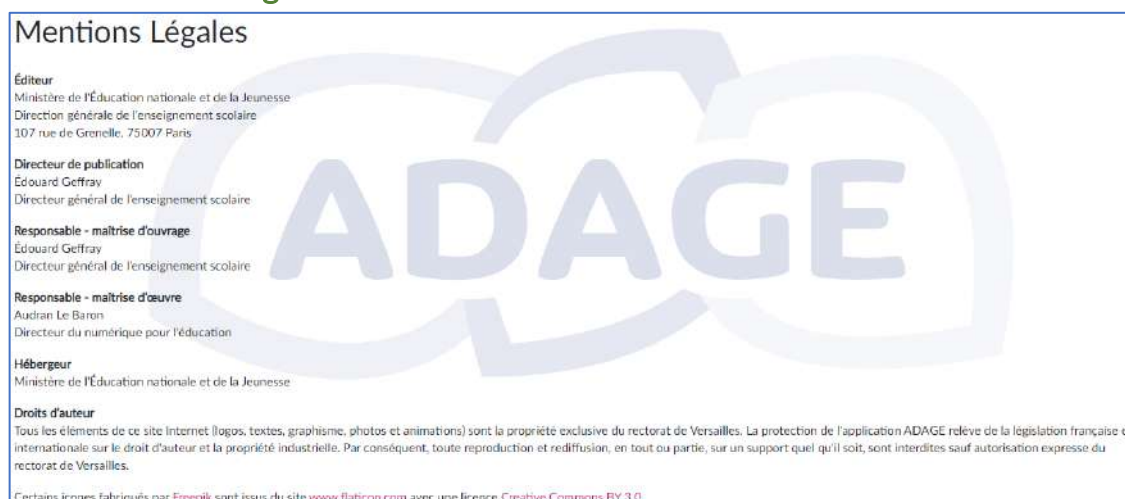 Mentions Légales
Éditeur
Ministère de l'Éducation nationale et de la Jeunesse
Direction générale de l'enseignement scolaire
107 rue de Grenelle, 75007 Paris
Directeur de publication
Édouard Geffray
Directeur général de l'enseignement scolaire
Responsable - maîtrise d'ouvrage
Édouard Geffray
Directeur général de l'enseignement scolaire
Responsable - maîtrise d'œuvre
Audran Le Baron
Directeur du numérique pour l'éducation
Hébergeur
Ministère de l'Éducation nationale et de la Jeunesse
Droits d'auteur
Tous les éléments de ce site Internet (logos, textes, graphisme, photos et animations) sont la propriété exclusive du rectorat de Versailles. La protection de l'application ADAGE relève de la législation française
internationale sur le droit d'auteur et la propriété industrielle. Par conséquent, toute reproduction et rediffusion, en tout ou partie, sur un support quel qu'il soit, sont interdites sauf autorisation expresse du
rectorat de Versailles.
Certains icones fabriqués par Freepik sont issus du site www.flaticon.com avec une licence Creative Commons BY 3.0
ADAGE